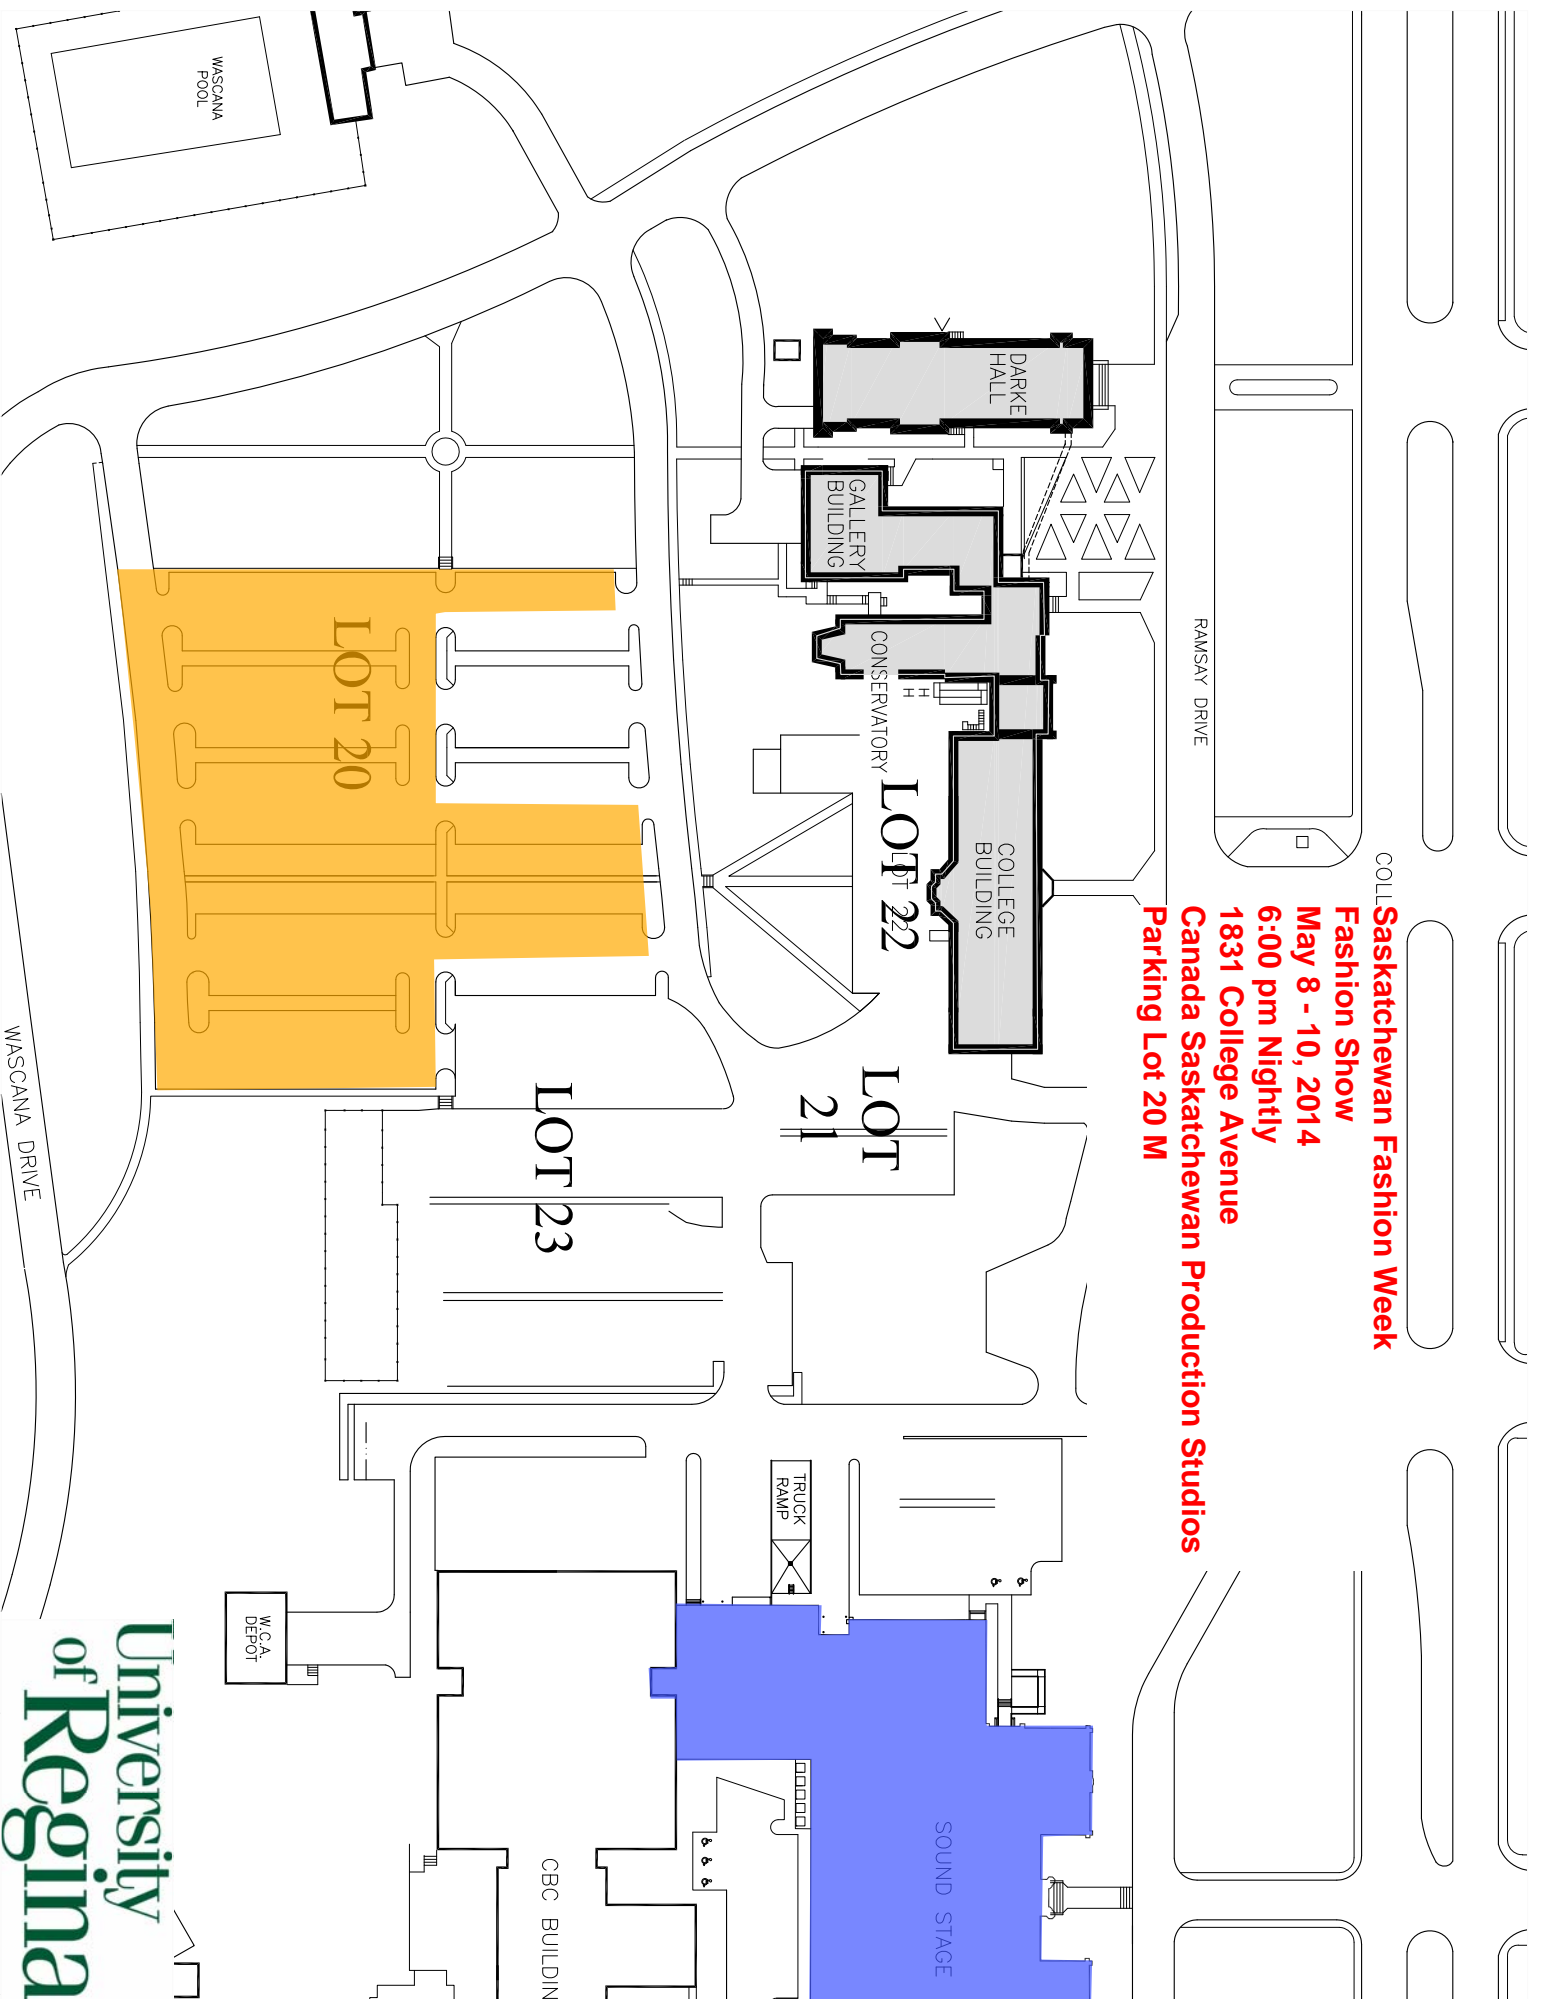 Saskatchewan Fashion Week
Fashion Show
May 8 - 10, 2014
6:00 pm Nightly
1831 College Avenue
Canada Saskatchewan Production Studios
Parking Lot 20 M
COLL
RAMSAY DRIVE
DARKE
HALL
GALLERY
BUILDING
CONSERVATORY
H
H
COLLEGE
BUILDING
LOT 22
LOT 22
LOT
21
LOT 20
LOT 23
WASCANA
POOL
WASCANA DRIVE
TRUCK
RAMP
W.C.A.
DEPOT
SOUND STAGE
CBC BUILDIN
University
of Regina